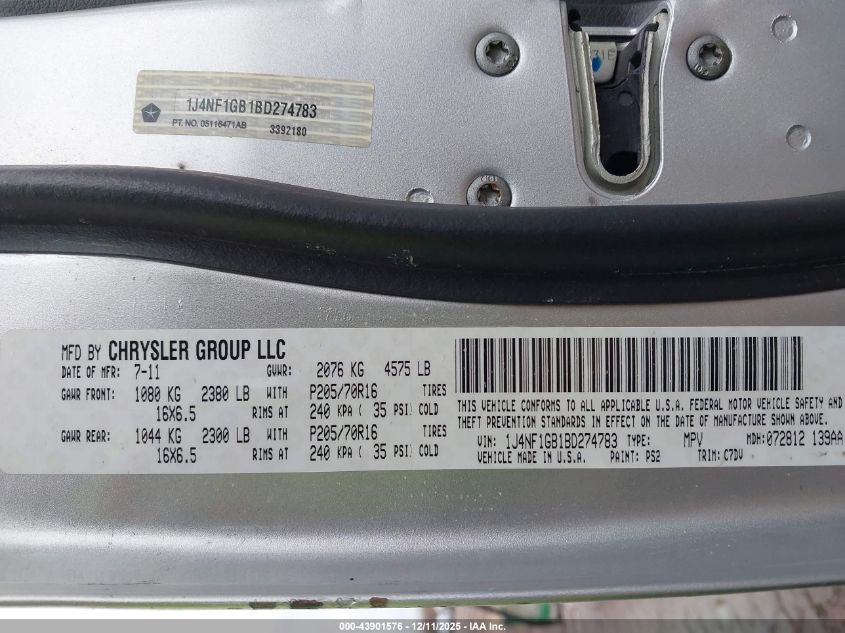 1J4NF1GB1BD274783
PT. NO. 05116471AB 3392180
MFD BY CHRYSLER GROUP LLC
DATE OF MFR: 7-11 GVWR: 2076 KG 4575 LB
GAWR FRONT: 1080 KG 2380 LB WITH P205/70R16 TIRES
16X6.5 RIMS AT 240 KPA ( 35 PSI) COLD
GAWR REAR: 1044 KG 2300 LB WITH P205/70R16 TIRES
16X6.5 RIMS AT 240 KPA ( 35 PSI) COLD
THIS VEHICLE CONFORMS TO ALL APPLICABLE U.S.A. FEDERAL MOTOR VEHICLE SAFETY AND
THEFT PREVENTION STANDARDS IN EFFECT ON THE DATE OF MANUFACTURE SHOWN ABOVE.
VIN: 1J4NF1GB1BD274783 TYPE: MPV MDH: 072812 139AA
VEHICLE MADE IN U.S.A. PAINT: PS2 TRIM: C7DV
000-43901576 - 12/11/2025 - IAA Inc.